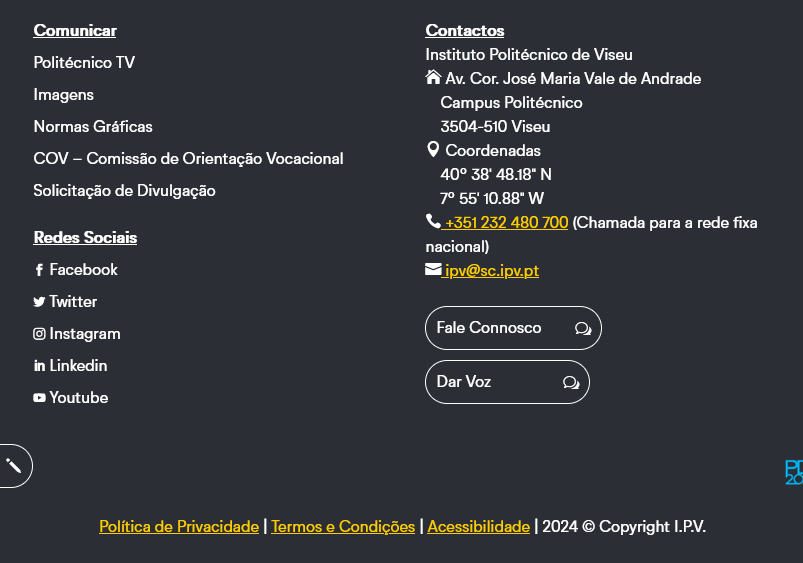 Comunicar
Politécnico TV
Imagens
Normas Gráficas
COV – Comissão de Orientação Vocacional
Solicitação de Divulgação
Redes Sociais
Facebook
Twitter
Instagram
Linkedin
Youtube
Contactos
Instituto Politécnico de Viseu
Av. Cor. José Maria Vale de Andrade
Campus Politécnico
3504-510 Viseu
Coordenadas
40º 38' 48.18" N
7º 55' 10.88" W
+351 232 480 700 (Chamada para a rede fixa
nacional)
ipv@sc.ipv.pt
Fale Connosco
Dar Voz
Política de Privacidade | Termos e Condições | Acessibilidade | 2024 © Copyright I.P.V.